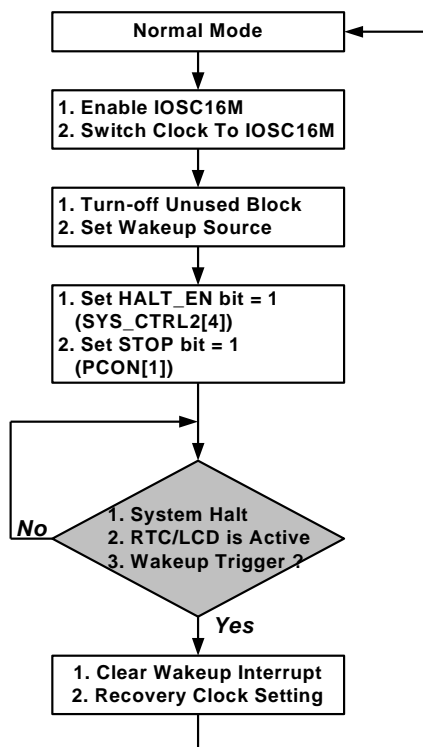 Normal Mode
1. Enable IOSC16M
2. Switch Clock To IOSC16M
1. Turn-off Unused Block
2. Set Wakeup Source
1. Set HALT_EN bit = 1
(SYS_CTRL2[4])
2. Set STOP bit = 1
(PCON[1])
1. System Halt
2. RTC/LCD is Active
3. Wakeup Trigger ?
No
Yes
1. Clear Wakeup Interrupt
2. Recovery Clock Setting